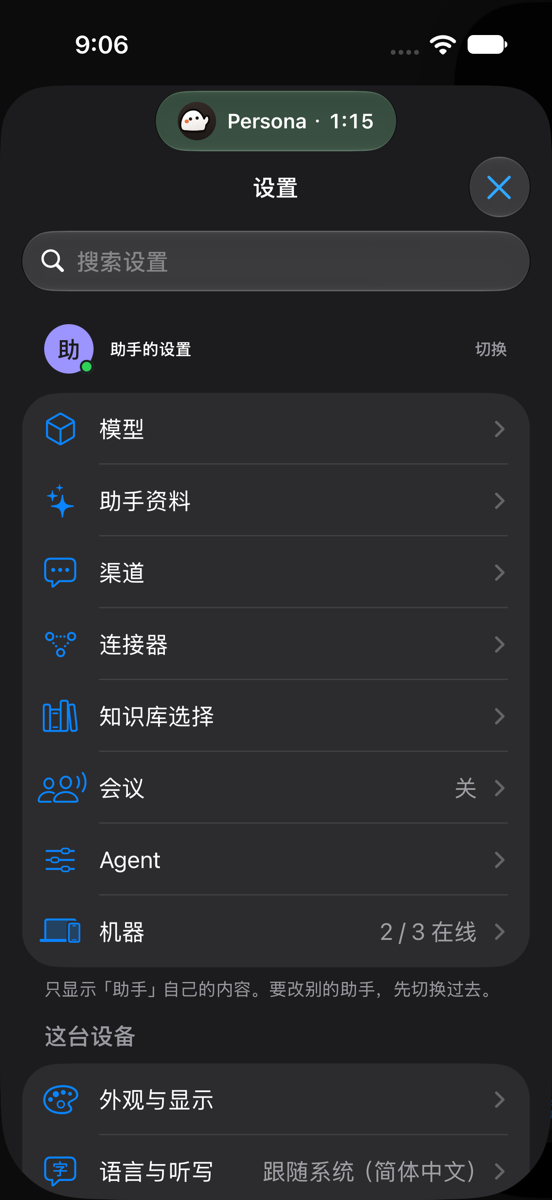 9:06
Persona · 1:15
设置
搜索设置
助 助手的设置 切换
模型
助手资料
渠道
连接器
知识库选择
会议 关
Agent
机器 2 / 3 在线
只显示「助手」自己的内容。要改别的助手，先切换过去。
这台设备
外观与显示
字 语言与听写 跟随系统（简体中文）